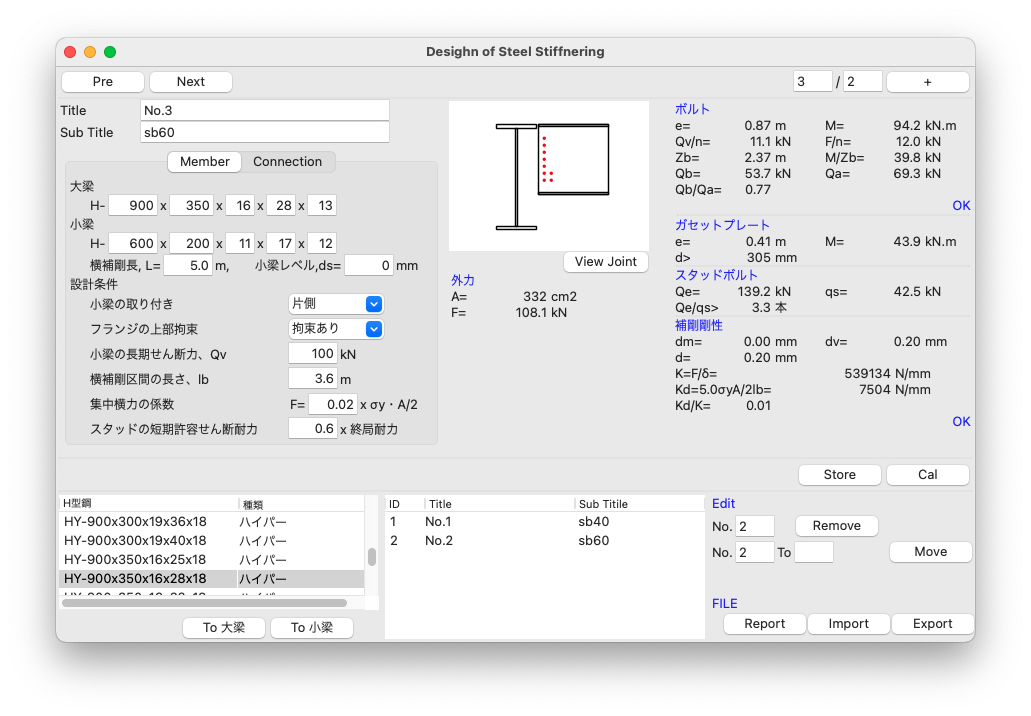 Desighn of Steel Stiffnering
Pre Next 3 / 2 +
Title No.3
Sub Title sb60
Member Connection
大梁
H- 900 x 350 x 16 x 28 x 13
小梁
H- 600 x 200 x 11 x 17 x 12
横補剛長, L= 5.0 m, 小梁レベル,ds= 0 mm
設計条件
小梁の取り付き 片側
フランジの上部拘束 拘束あり
小梁の長期せん断力、Qv 100 kN
横補剛区間の長さ、lb 3.6 m
集中横力の係数 F= 0.02 x σy・A/2
スタッドの短期許容せん断耐力 0.6 x 終局耐力
View Joint
外力
A= 332 cm2
F= 108.1 kN
ボルト
e= 0.87 m M= 94.2 kN.m
Qv/n= 11.1 kN F/n= 12.0 kN
Zb= 2.37 m M/Zb= 39.8 kN
Qb= 53.7 kN Qa= 69.3 kN
Qb/Qa= 0.77
OK
ガセットプレート
e= 0.41 m M= 43.9 kN.m
d> 305 mm
スタッドボルト
Qe= 139.2 kN qs= 42.5 kN
Qe/qs> 3.3 本
補剛剛性
dm= 0.00 mm dv= 0.20 mm
d= 0.20 mm
K=F/δ= 539134 N/mm
Kd=5.0σyA/2lb= 7504 N/mm
Kd/K= 0.01
OK
Store Cal
H型鋼 種類
HY-900x300x19x36x18 ハイパー
HY-900x300x19x40x18 ハイパー
HY-900x350x16x25x18 ハイパー
HY-900x350x16x28x18 ハイパー
To 大梁 To 小梁
ID Title Sub Titile
1 No.1 sb40
2 No.2 sb60
Edit
No. 2 Remove
No. 2 To Move
FILE
Report Import Export